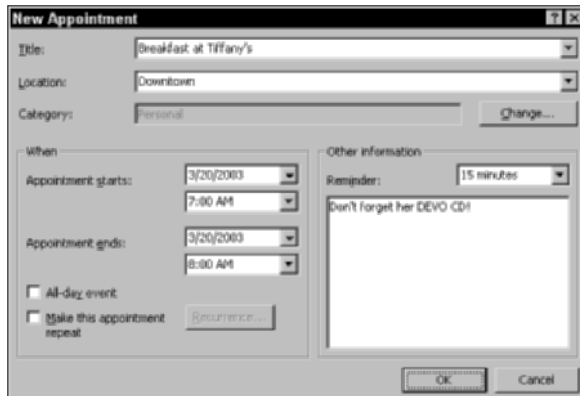 New Appointment
Title: Breakfast at Tiffany's
Location: Downtown
Category: Personal Change...
When
Appointment starts: 3/20/2003
7:00 AM
Appointment ends: 3/20/2003
8:00 AM
All-day event
Make this appointment
repeat
Recurrence...
Other information
Reminder: 15 minutes
Don't forget her DEVO CD!
OK Cancel